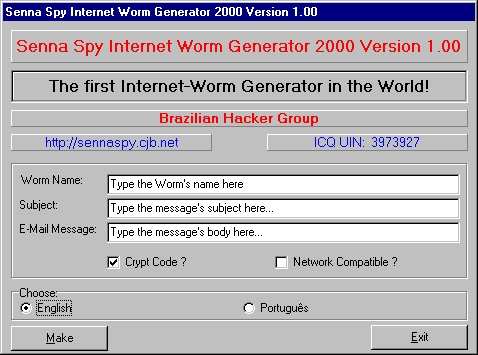 Senna Spy Internet Worm Generator 2000 Version 1.00
Senna Spy Internet Worm Generator 2000 Version 1.00
The first Internet-Worm Generator in the World!
Brazilian Hacker Group
http://sennaspy.cjb.net ICQ UIN: 3973927
Worm Name: Type the Worm's name here
Subject: Type the message's subject here...
E-Mail Message: Type the message's body here...
Crypt Code ? Network Compatible ?
Choose:
English Português
Make Exit